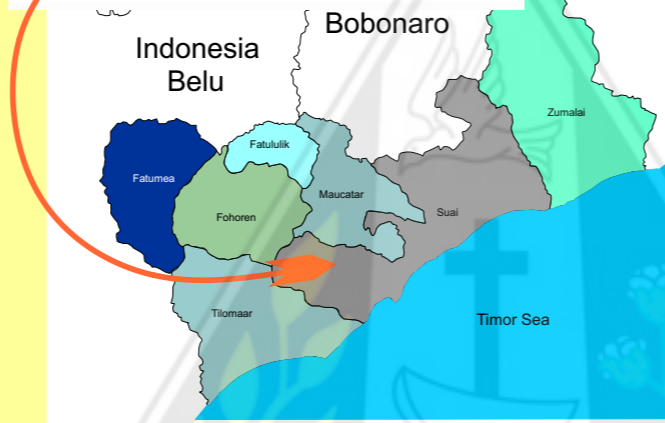 Bobonaro
Indonesia
Belu
Zumalai
Fatululik
Fatumea
Maucatar
Fohoren
Suai
Tilomaar
Timor Sea